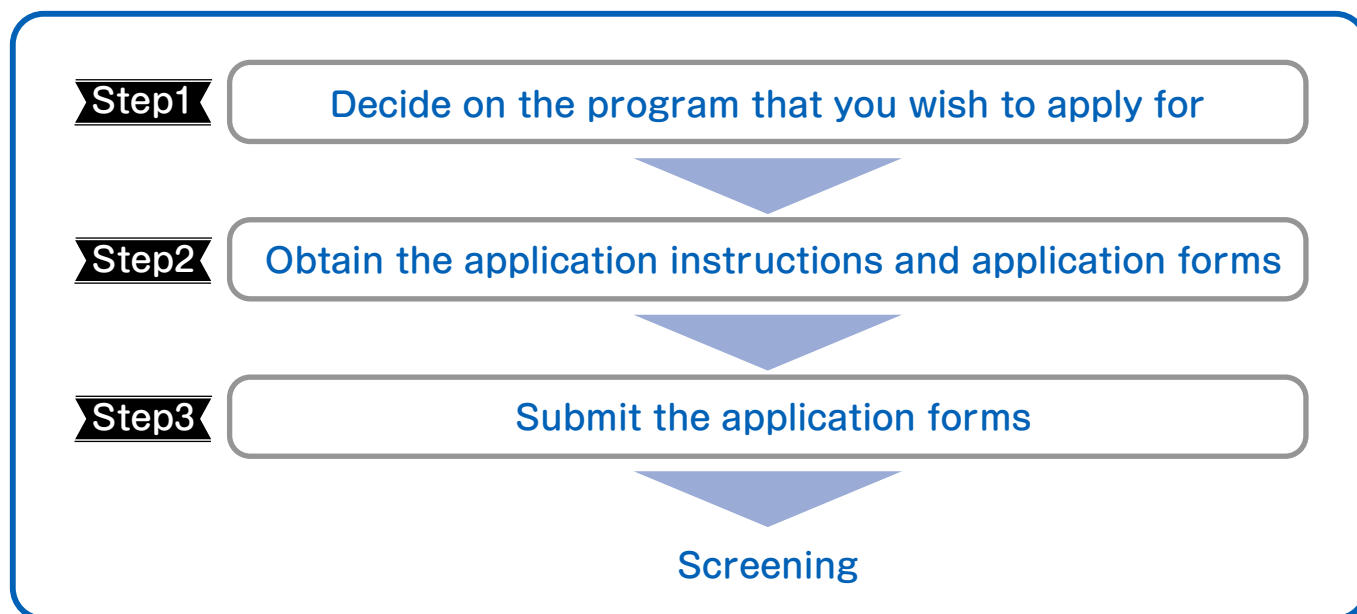 Step1 Decide on the program that you wish to apply for
Step2 Obtain the application instructions and application forms
Step3 Submit the application forms
Screening